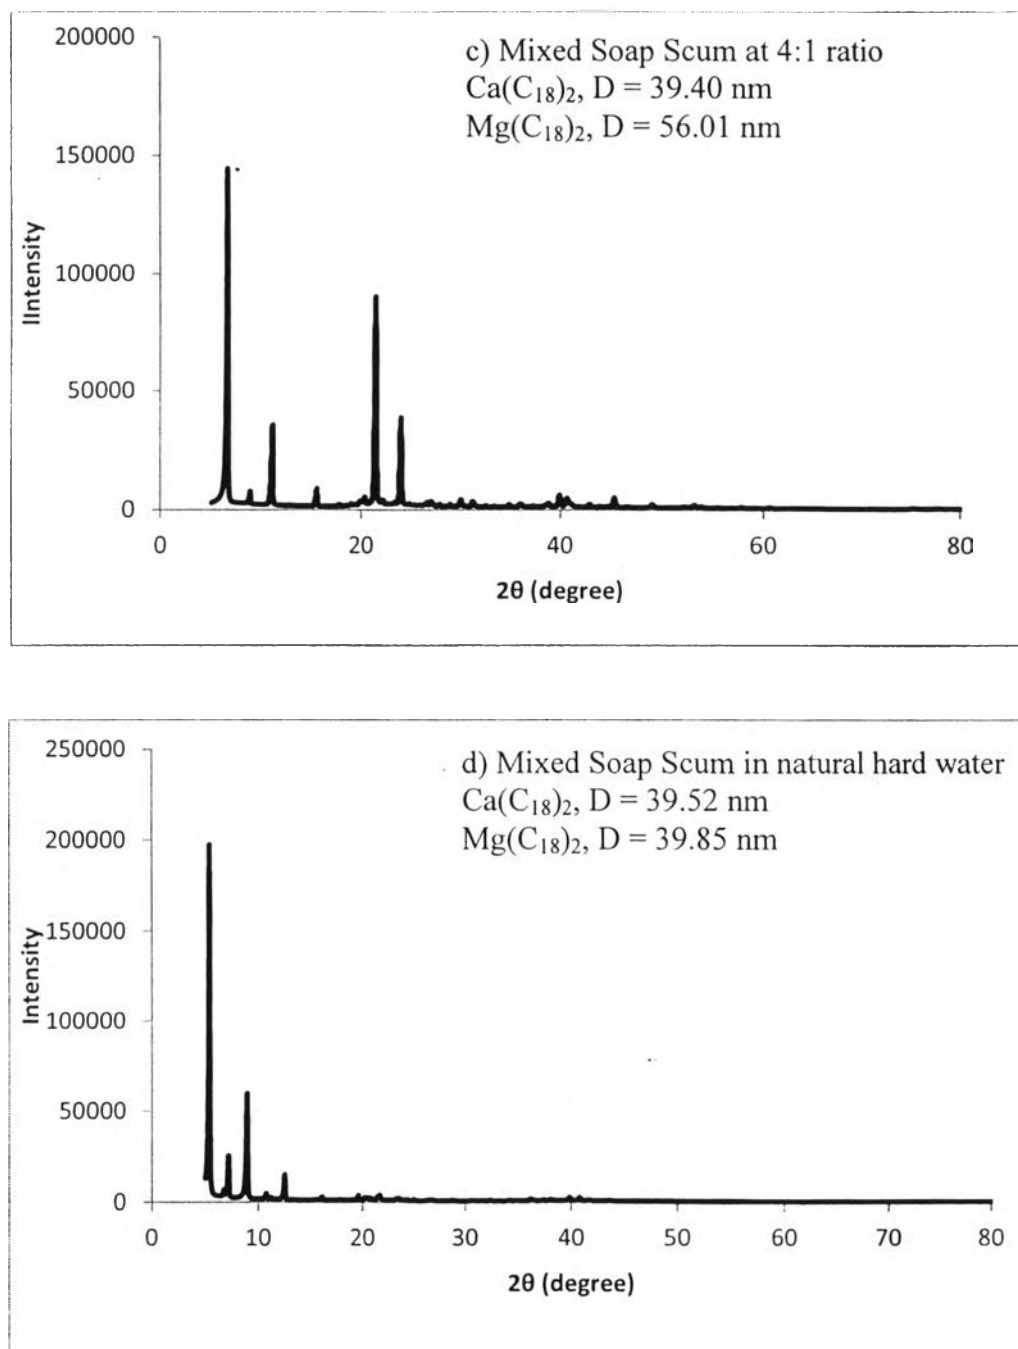 c) Mixed Soap Scum at 4:1 ratio
Ca(C₁₈)₂, D = 39.40 nm
Mg(C₁₈)₂, D = 56.01 nm
200000
150000
100000
50000
0
IIntensity
0 20 40 60 80
2θ (degree)
d) Mixed Soap Scum in natural hard water
Ca(C₁₈)₂, D = 39.52 nm
Mg(C₁₈)₂, D = 39.85 nm
250000
200000
150000
100000
50000
0
Intensity
0 10 20 30 40 50 60 70 80
2θ (degree)